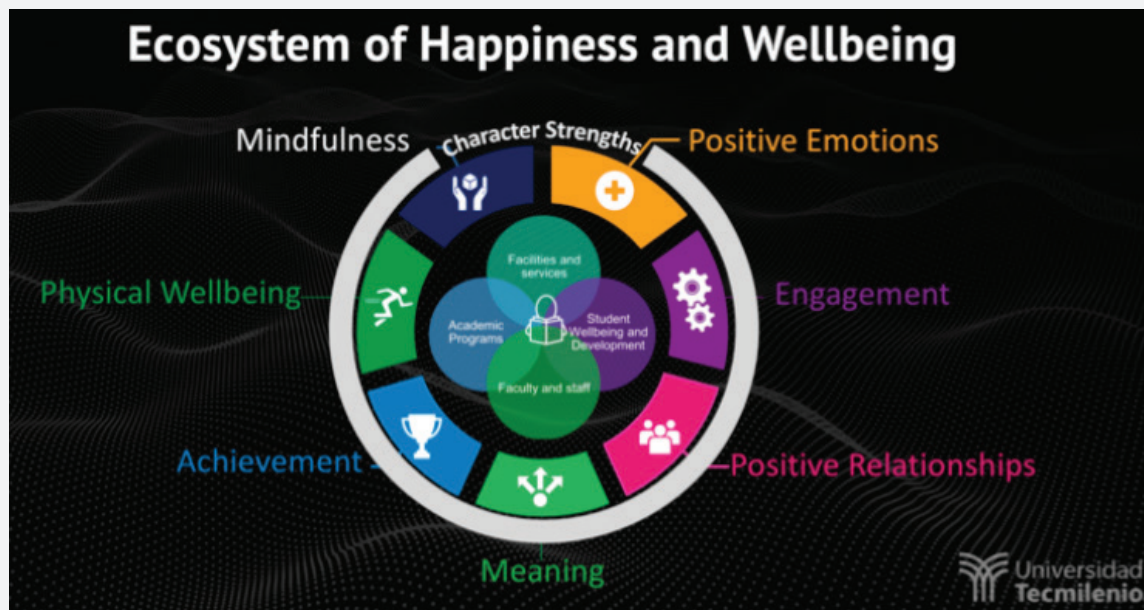 Ecosystem of Happiness and Wellbeing
Mindfulness
Character Strengths
Positive Emotions
Physical Wellbeing
Facilities and
services
Engagement
Academic
Programs
Student
Wellbeing and
Development
Faculty and staff
Achievement
Positive Relationships
Meaning
Universidad
Tecmilenio